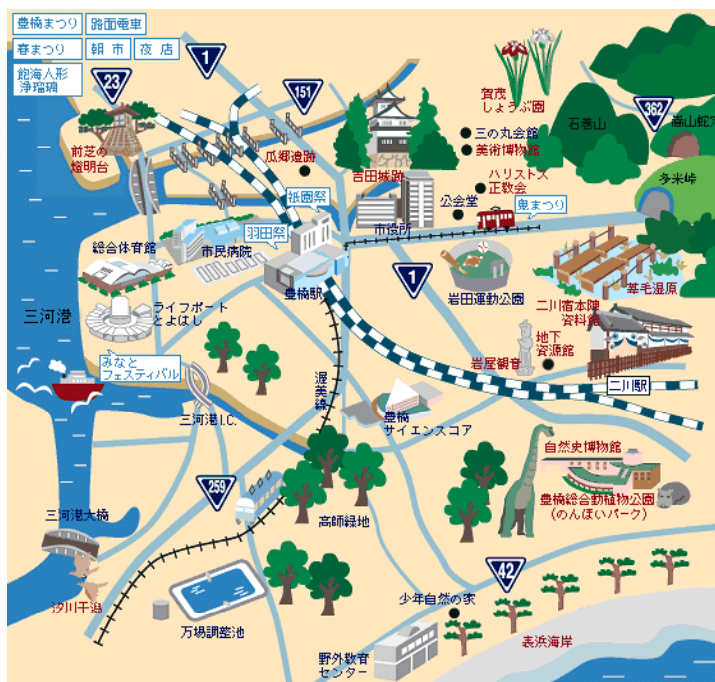 豊橋まつり
路面電車
春まつり
朝市
夜店
飽海人形
浄瑠璃
23
1
151
362
賀茂
しょうぶ園
石巻山
嵩山蛇穴
前芝の
燈明台
瓜郷遺跡
吉田城跡
三の丸会館
美術博物館
ハリストス
正教会
多米峠
祇園祭
市役所
公会堂
鬼まつり
羽田祭
総合体育館
市民病院
豊橋駅
1
岩田運動公園
葦毛湿原
二川宿本陣
資料館
三河港
ライフポート
とよはし
地下
資源館
岩屋観音
みなと
フェスティバル
渥美線
二川駅
三河港I.C.
豊橋
サイエンスコア
自然史博物館
259
豊橋総合動植物公園
(のんほいパーク)
三河港大橋
高師緑地
42
汐川干潟
万場調整池
少年自然の家
表浜海岸
野外教育
センター